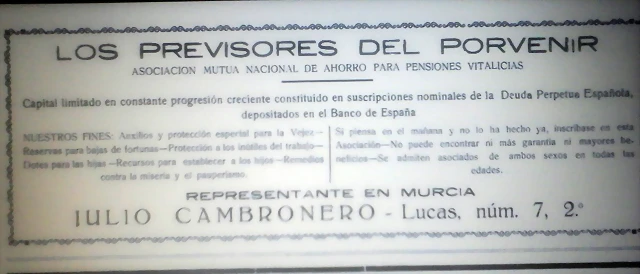 LOS PREVISORES DEL PORVENIR
ASOCIACION MUTUA NACIONAL DE AHORRO PARA PENSIONES VITALICIAS
Capital limitado en constante progresión creciente constituido en suscripciones nominales de la Deuda Perpetua Española,
depositados en el Banco de España
NUESTROS FINES: Auxilios y protección especial para la Vejez.—
Reservas para bajas de fortunas—Protección a los inútiles del trabajo—
Dotes para las hijas—Recursos para establecer a los hijos—Remedios
contra la miseria y el pauperismo.
Si piensa en el mañana y no lo ha hecho ya, inscríbase en esta
Asociación—No puede encontrar ni más garantía ni mayores be-
neficios—Se admiten asociados de ambos sexos en todas las
edades.
REPRESENTANTE EN MURCIA
JULIO CAMBRONERO - Lucas, núm. 7, 2.º